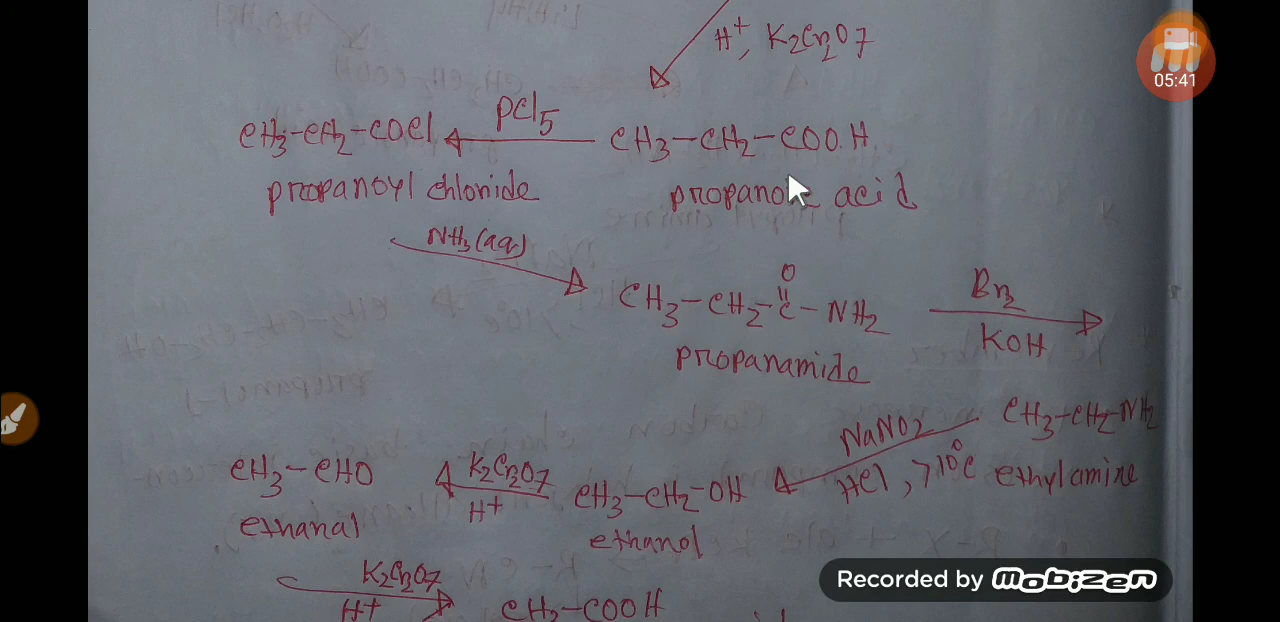 H+, K2Cr2O7
05:41
CH3-CH2-COCl
PCl5
CH3-CH2-COO.H
propanoyl chloride
acid
NH3(aq)
O
CH3-CH2-C-NH2
Br2
KOH
propanamide
CH3-CH2-NH2
NaNO2
HCl, >10°C
ethylamine
CH3-CHO
K2Cr2O7
H+
CH3-CH2-OH
ethanal
ethanol
K2Cr2O7
H+
CH3-COOH
Recorded by mobizen